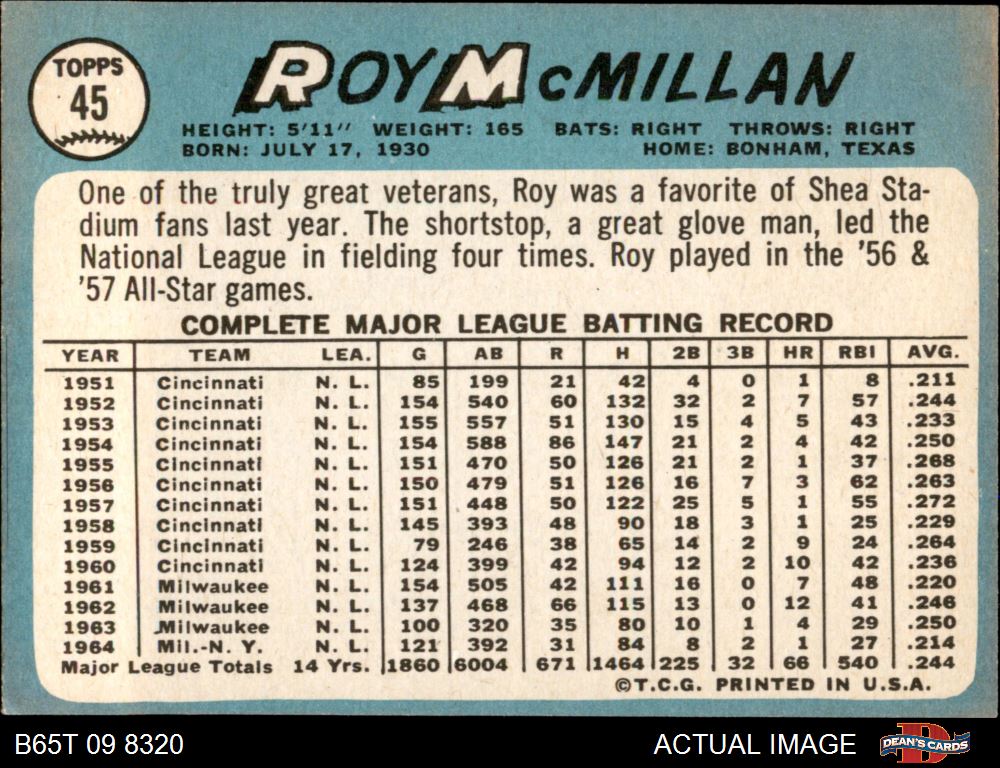 TOPPS
45
ROY McMILLAN
HEIGHT: 5'11" WEIGHT: 165 BATS: RIGHT THROWS: RIGHT
BORN: JULY 17, 1930 HOME: BONHAM, TEXAS
One of the truly great veterans, Roy was a favorite of Shea Sta-
dium fans last year. The shortstop, a great glove man, led the
National League in fielding four times. Roy played in the '56 &
'57 All-Star games.
COMPLETE MAJOR LEAGUE BATTING RECORD
YEAR TEAM LEA. G AB R H 2B 3B HR RBI AVG.
1951 Cincinnati N. L. 85 199 21 42 4 0 1 8 .211
1952 Cincinnati N. L. 154 540 60 132 32 2 7 57 .244
1953 Cincinnati N. L. 155 557 51 130 15 4 5 43 .233
1954 Cincinnati N. L. 154 588 86 147 21 2 4 42 .250
1955 Cincinnati N. L. 151 470 50 126 21 2 1 37 .268
1956 Cincinnati N. L. 150 479 51 126 16 7 3 62 .263
1957 Cincinnati N. L. 151 448 50 122 25 5 1 55 .272
1958 Cincinnati N. L. 145 393 48 90 18 3 1 25 .229
1959 Cincinnati N. L. 79 246 38 65 14 2 9 24 .264
1960 Cincinnati N. L. 124 399 42 94 12 2 10 42 .236
1961 Milwaukee N. L. 154 505 42 111 16 0 7 48 .220
1962 Milwaukee N. L. 137 468 66 115 13 0 12 41 .246
1963 Milwaukee N. L. 100 320 35 80 10 1 4 29 .250
1964 Mil.-N. Y. N. L. 121 392 31 84 8 2 1 27 .214
Major League Totals 14 Yrs. 1860 6004 671 1464 225 32 66 540 .244
©T.C.G. PRINTED IN U.S.A.
B65T 09 8320 ACTUAL IMAGE DEAN'S CARDS